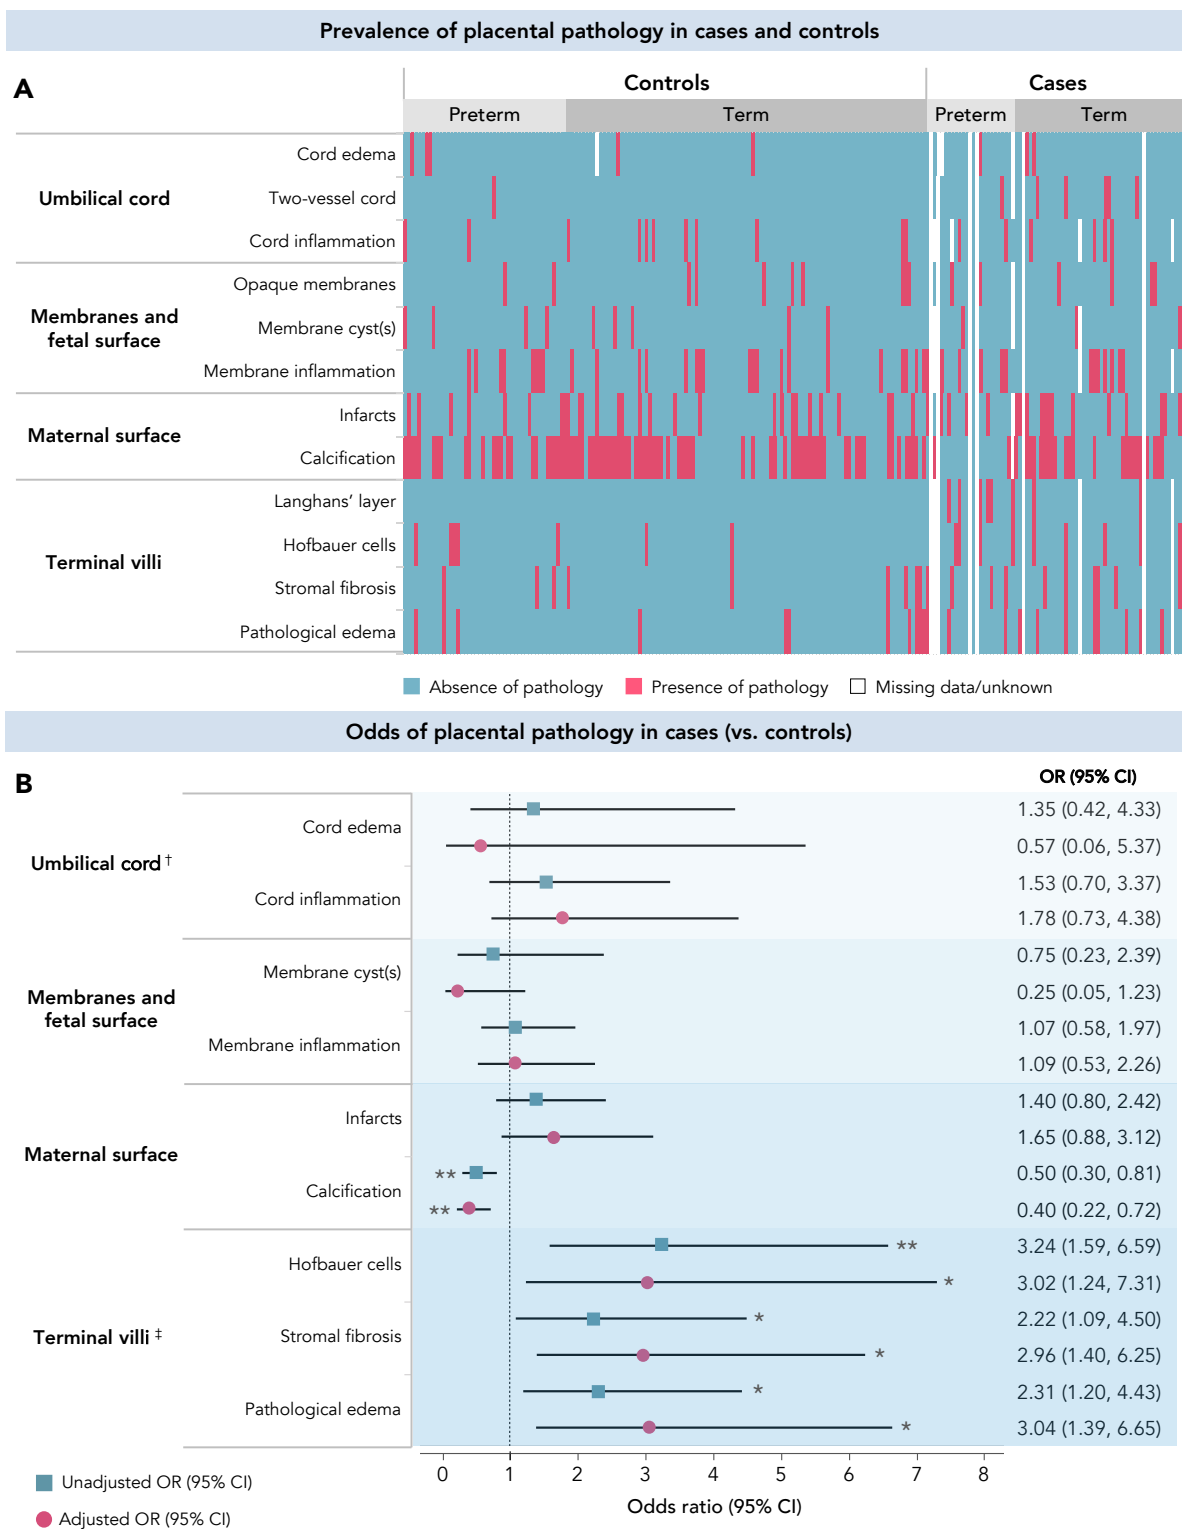 Prevalence of placental pathology in cases and controls
A
Controls
Cases
Preterm
Term
Preterm
Term
Umbilical cord
Cord edema
Two-vessel cord
Cord inflammation
Membranes and
fetal surface
Opaque membranes
Membrane cyst(s)
Membrane inflammation
Maternal surface
Infarcts
Calcification
Terminal villi
Langhans’ layer
Hofbauer cells
Stromal fibrosis
Pathological edema
Absence of pathology
Presence of pathology
Missing data/unknown
Odds of placental pathology in cases (vs. controls)
B
OR (95% CI)
Umbilical cord †
Cord edema
1.35 (0.42, 4.33)
0.57 (0.06, 5.37)
Cord inflammation
1.53 (0.70, 3.37)
1.78 (0.73, 4.38)
Membranes and
fetal surface
Membrane cyst(s)
0.75 (0.23, 2.39)
0.25 (0.05, 1.23)
Membrane inflammation
1.07 (0.58, 1.97)
1.09 (0.53, 2.26)
Maternal surface
Infarcts
1.40 (0.80, 2.42)
1.65 (0.88, 3.12)
Calcification
** 0.50 (0.30, 0.81)
** 0.40 (0.22, 0.72)
Terminal villi ‡
Hofbauer cells
** 3.24 (1.59, 6.59)
* 3.02 (1.24, 7.31)
Stromal fibrosis
* 2.22 (1.09, 4.50)
* 2.96 (1.40, 6.25)
Pathological edema
* 2.31 (1.20, 4.43)
* 3.04 (1.39, 6.65)
0 1 2 3 4 5 6 7 8
Odds ratio (95% CI)
Unadjusted OR (95% CI)
Adjusted OR (95% CI)